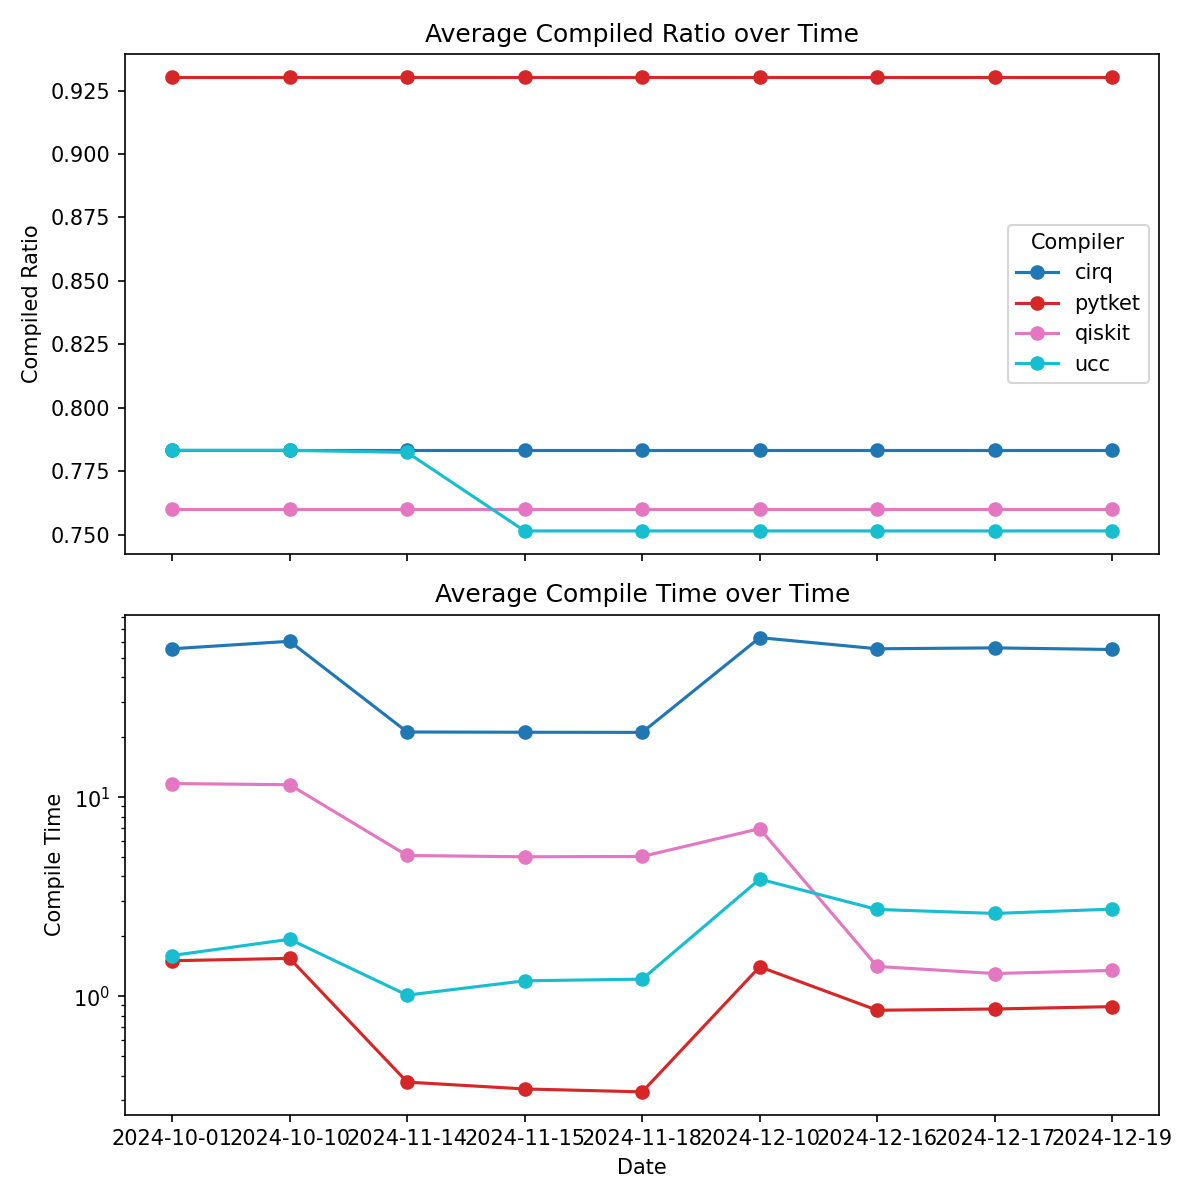 Average Compiled Ratio over Time
Compiled Ratio
0.925
0.900
0.875
0.850
0.825
0.800
0.775
0.750
Compiler
cirq
pytket
qiskit
ucc
Average Compile Time over Time
Compile Time
10¹
10⁰
2024-10-01 2024-10-10 2024-11-14 2024-11-15 2024-11-18 2024-12-10 2024-12-16 2024-12-17 2024-12-19
Date